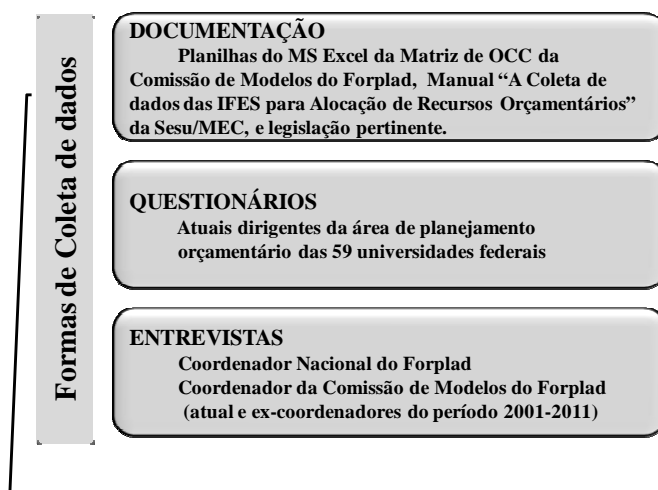 Formas de Coleta de dados
DOCUMENTAÇÃO
Planilhas do MS Excel da Matriz de OCC da
Comissão de Modelos do Forplad, Manual “A Coleta de
dados das IFES para Alocação de Recursos Orçamentários”
da Sesu/MEC, e legislação pertinente.
QUESTIONÁRIOS
Atuais dirigentes da área de planejamento
orçamentário das 59 universidades federais
ENTREVISTAS
Coordenador Nacional do Forplad
Coordenador da Comissão de Modelos do Forplad
(atual e ex-coordenadores do período 2001-2011)